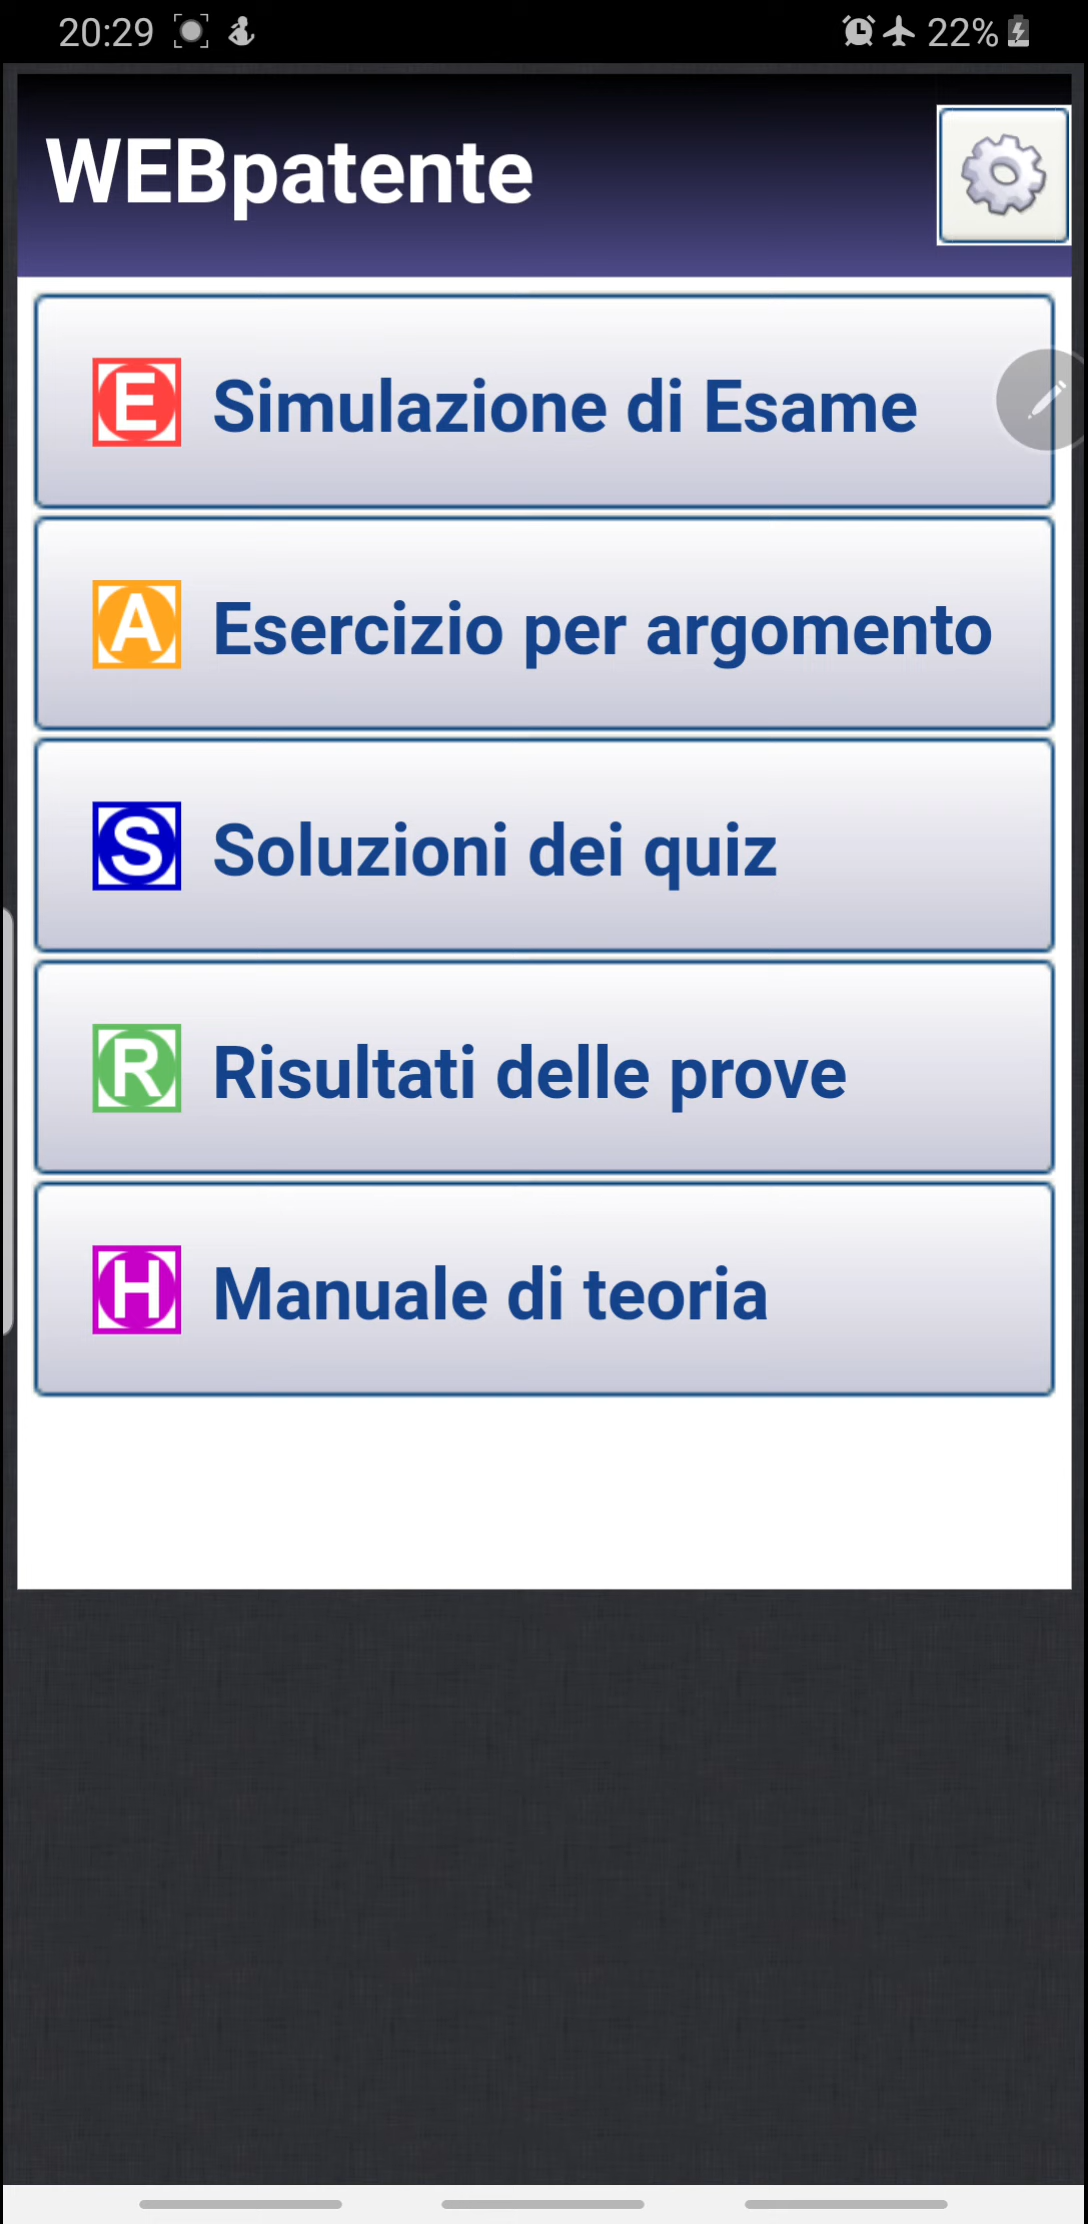 20:29 22%
WEBpatente
E Simulazione di Esame
A Esercizio per argomento
S Soluzioni dei quiz
R Risultati delle prove
H Manuale di teoria